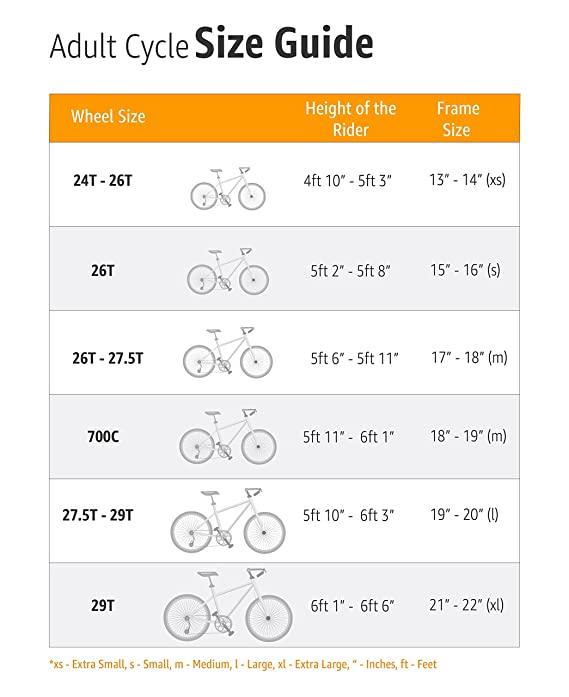 Adult Cycle Size Guide
Wheel Size Height of the Rider Frame Size
24T - 26T 4ft 10” - 5ft 3” 13” - 14” (xs)
26T 5ft 2” - 5ft 8” 15” - 16” (s)
26T - 27.5T 5ft 6” - 5ft 11” 17” - 18” (m)
700C 5ft 11” - 6ft 1” 18” - 19” (m)
27.5T - 29T 5ft 10” - 6ft 3” 19” - 20” (l)
29T 6ft 1” - 6ft 6” 21” - 22” (xl)
*xs - Extra Small, s - Small, m - Medium, l - Large, xl - Extra Large, “ - Inches, ft - Feet